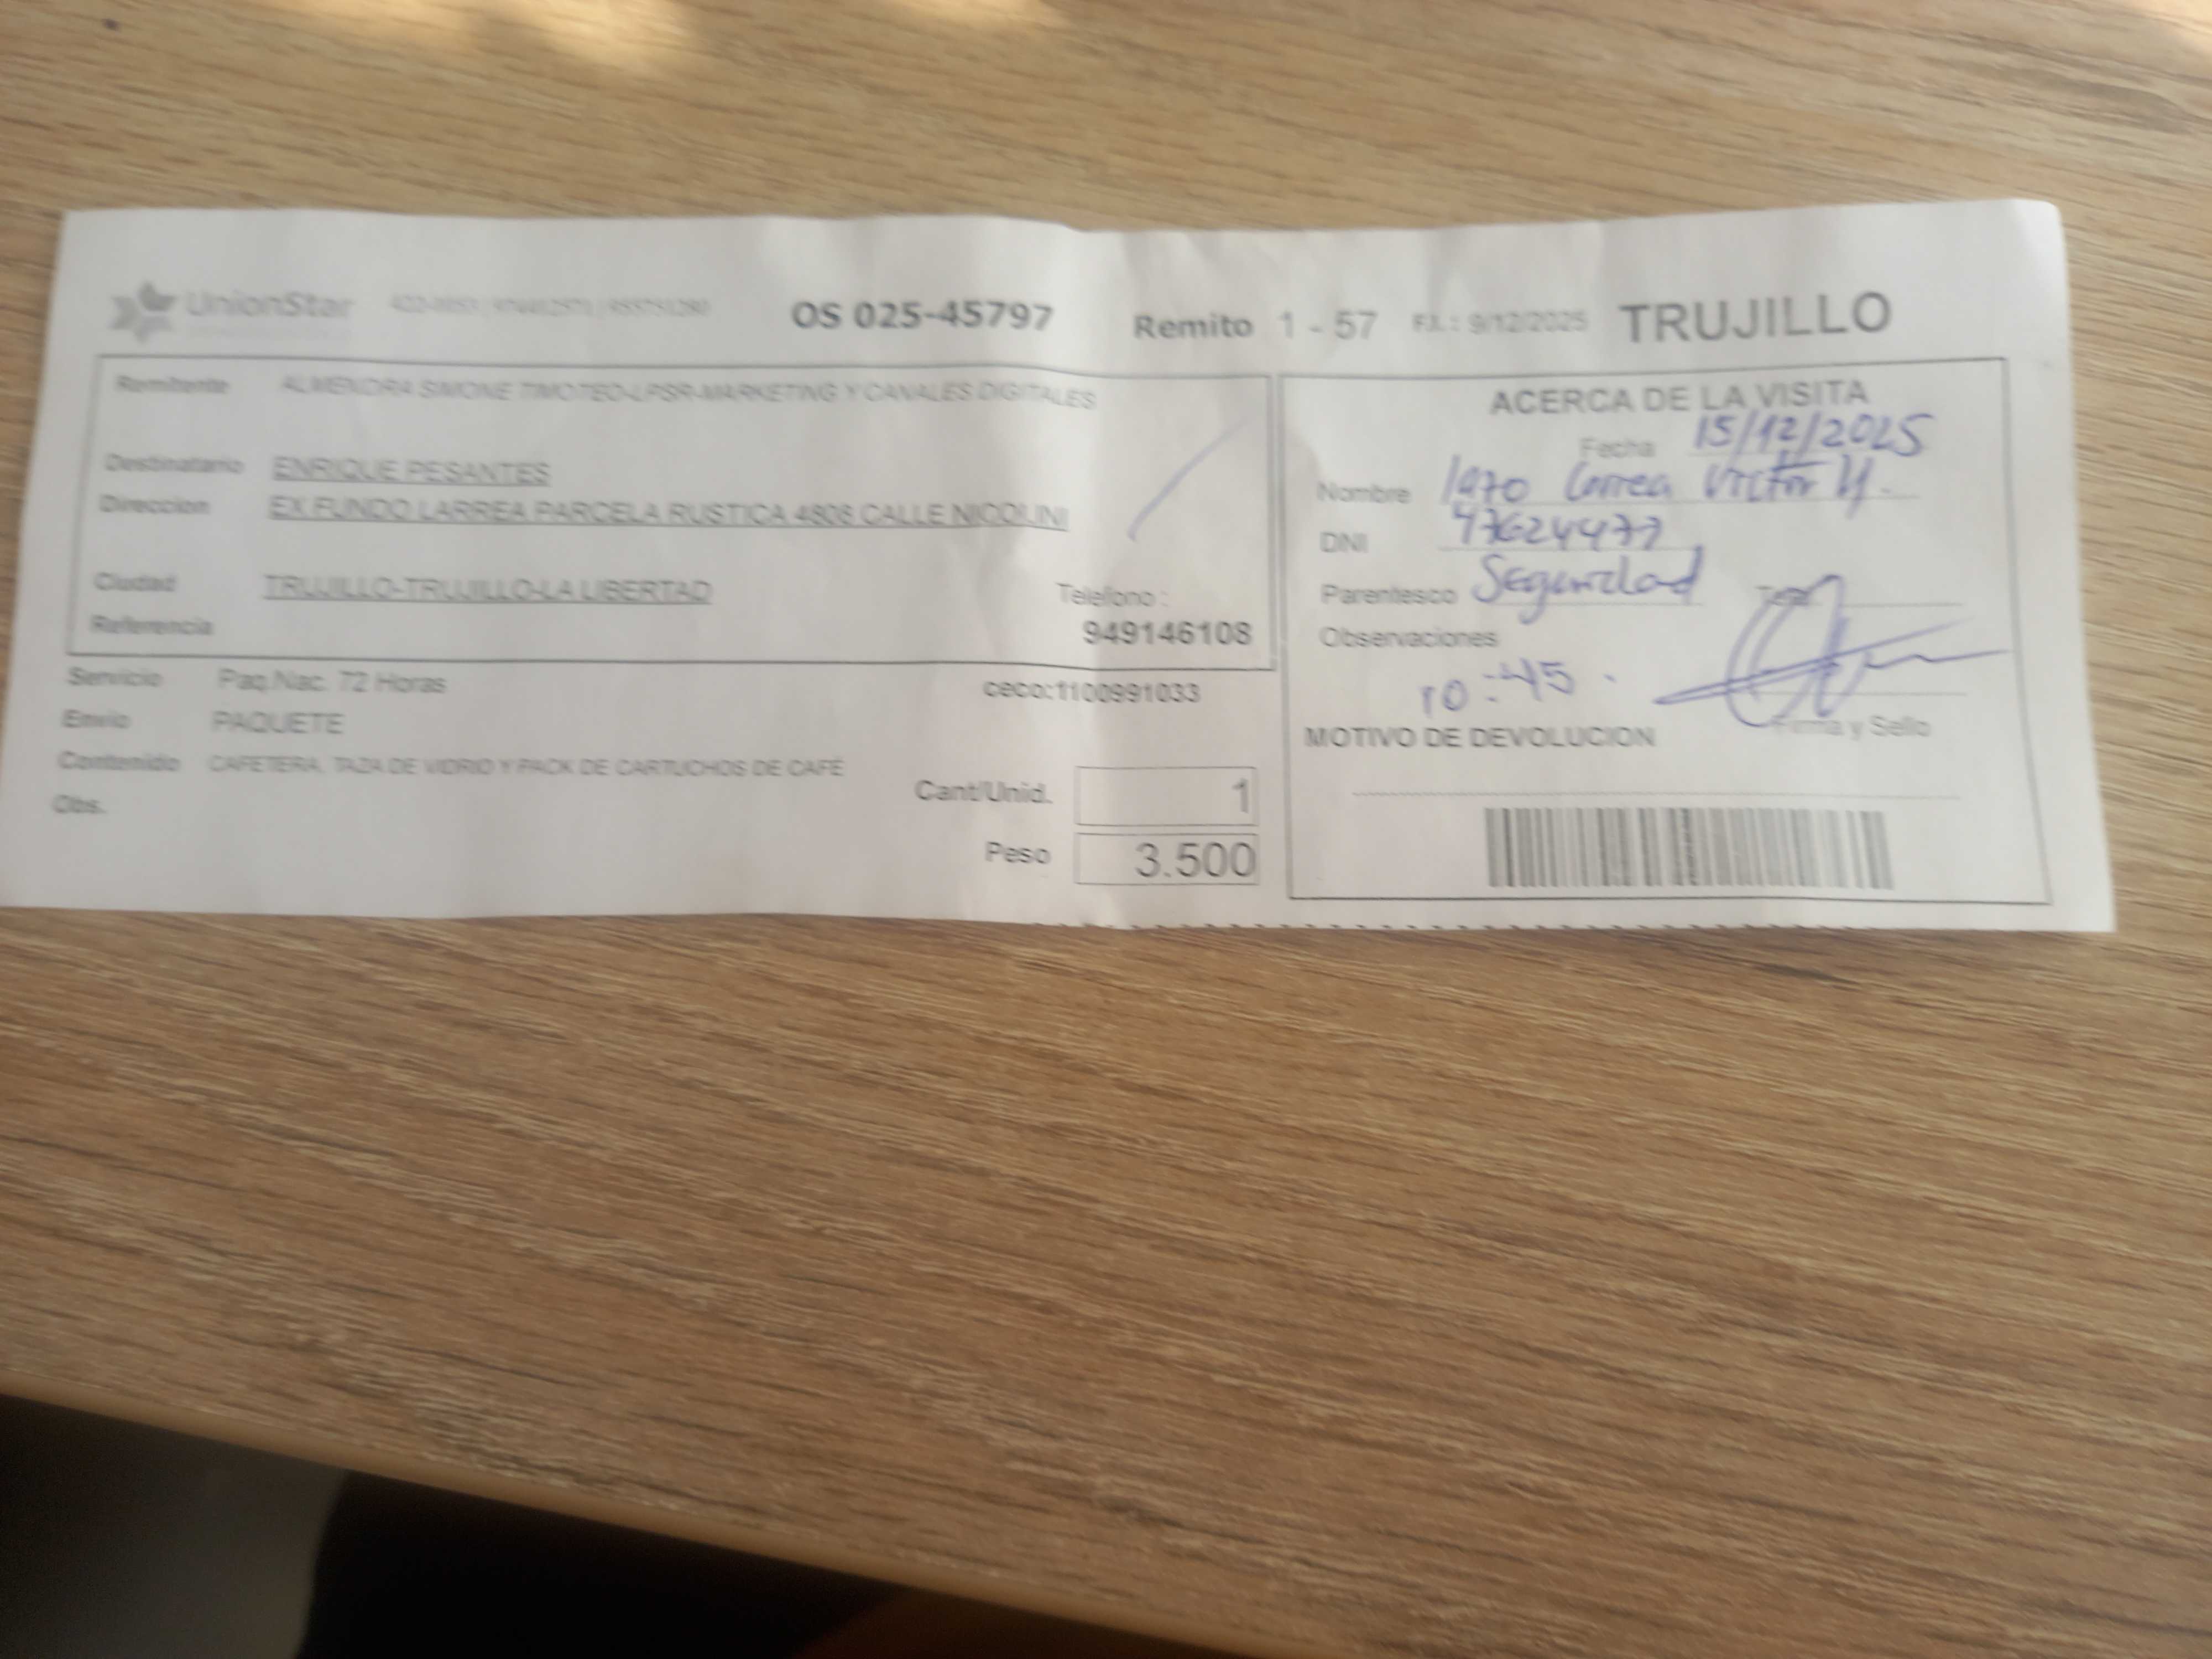 UnionStar
OS 025-45797
Remito 1 - 57
F.I.: 9/12/2025
TRUJILLO
Remitente ALMENDRA SIMONE TIMOTEO-LPSR-MARKETING Y CANALES DIGITALES
Destinatario ENRIQUE PESANTES
Direccion EX FUNDO LARREA PARCELA RUSTICA 4808 CALLE NICOLINI
Ciudad TRUJILLO-TRUJILLO-LA LIBERTAD
Telefono :
Referencia
949146108
Servicio Paq.Nac. 72 Horas
ceco:1100991033
Envio PAQUETE
Contenido CAFETERA, TAZA DE VIDRIO Y PACK DE CARTUCHOS DE CAFÉ
Obs.
Cant/Unid. 1
Peso 3.500
ACERCA DE LA VISITA
Fecha 15/12/2025
Nombre Correa Victor
DNI 47624477
Parentesco Seguridad
Observaciones
10:45.
Firma y Sello
MOTIVO DE DEVOLUCION